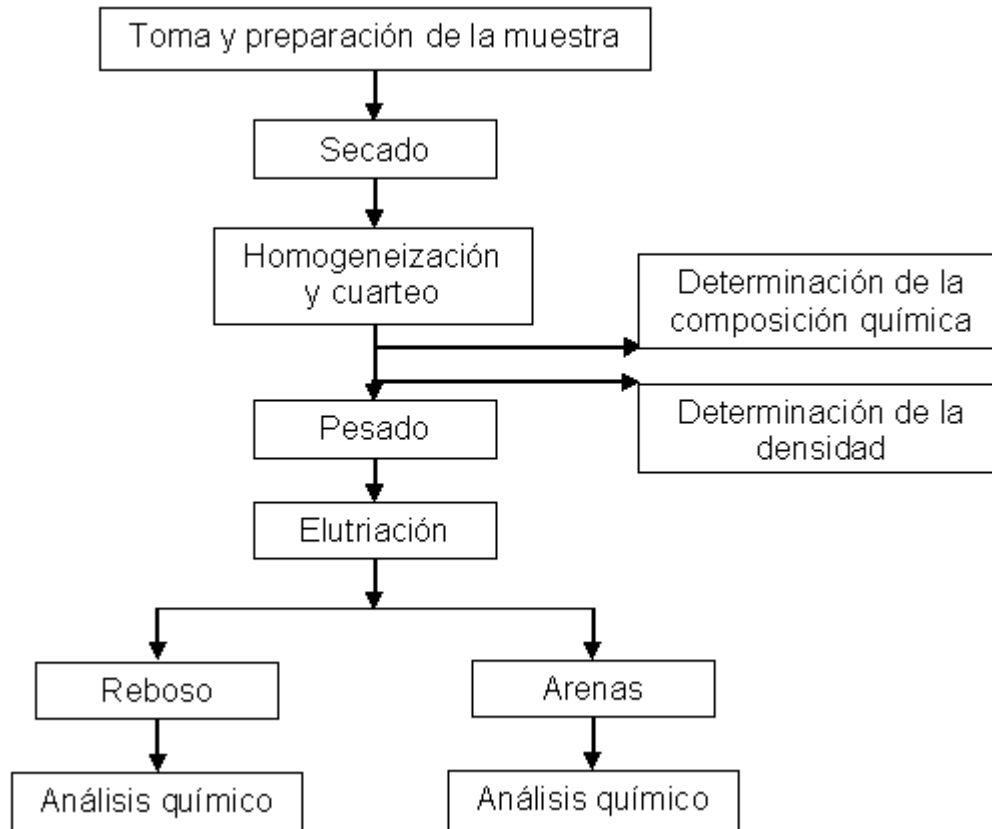 Toma y preparación de la muestra
Secado
Homogeneización
y cuarteo
Determinación de la
composición química
Determinación de la
densidad
Pesado
Elutriación
Reboso
Arenas
Análisis químico
Análisis químico